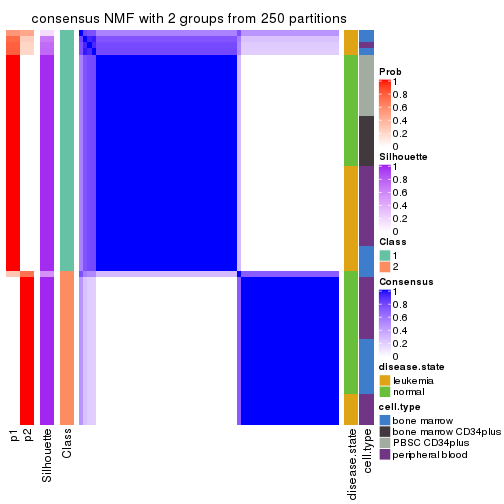 consensus NMF with 2 groups from 250 partitions
Prob
1
0.8
0.6
0.4
0.2
0
Silhouette
1
0.8
0.6
0.4
0.2
0
Class
1
2
Consensus
1
0.8
0.6
0.4
0.2
0
disease.state
leukemia
normal
cell.type
bone marrow
bone marrow CD34plus
PBSC CD34plus
peripheral blood
p1
p2
Silhouette
Class
disease.state
cell.type